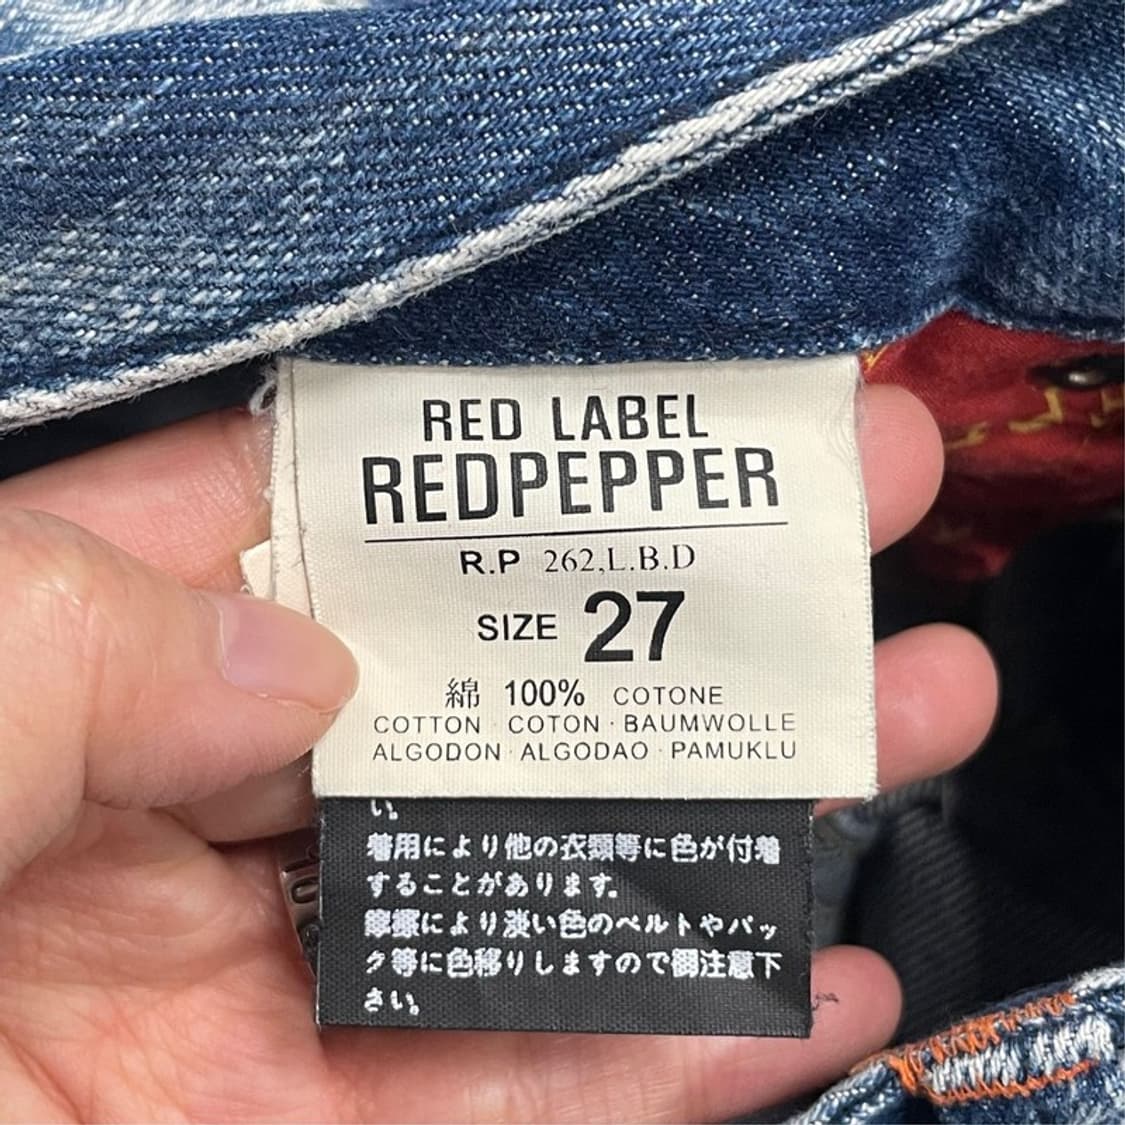 RED LABEL
REDPEPPER
R.P 262,L.B.D
SIZE 27
綿 100% COTONE
COTTON · COTON · BAUMWOLLE
ALGODON · ALGODAO · PAMUKLU
い。
着用により他の衣類等に色が付着
することがあります。
摩擦により淡い色のベルトやバッ
ク等に色移りしますので御注意下
さい。